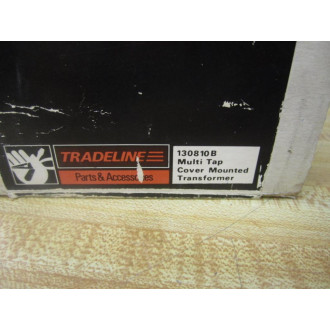 TRADELINE
Parts & Accessories
130810B
Multi Tap
Cover Mounted
Transformer